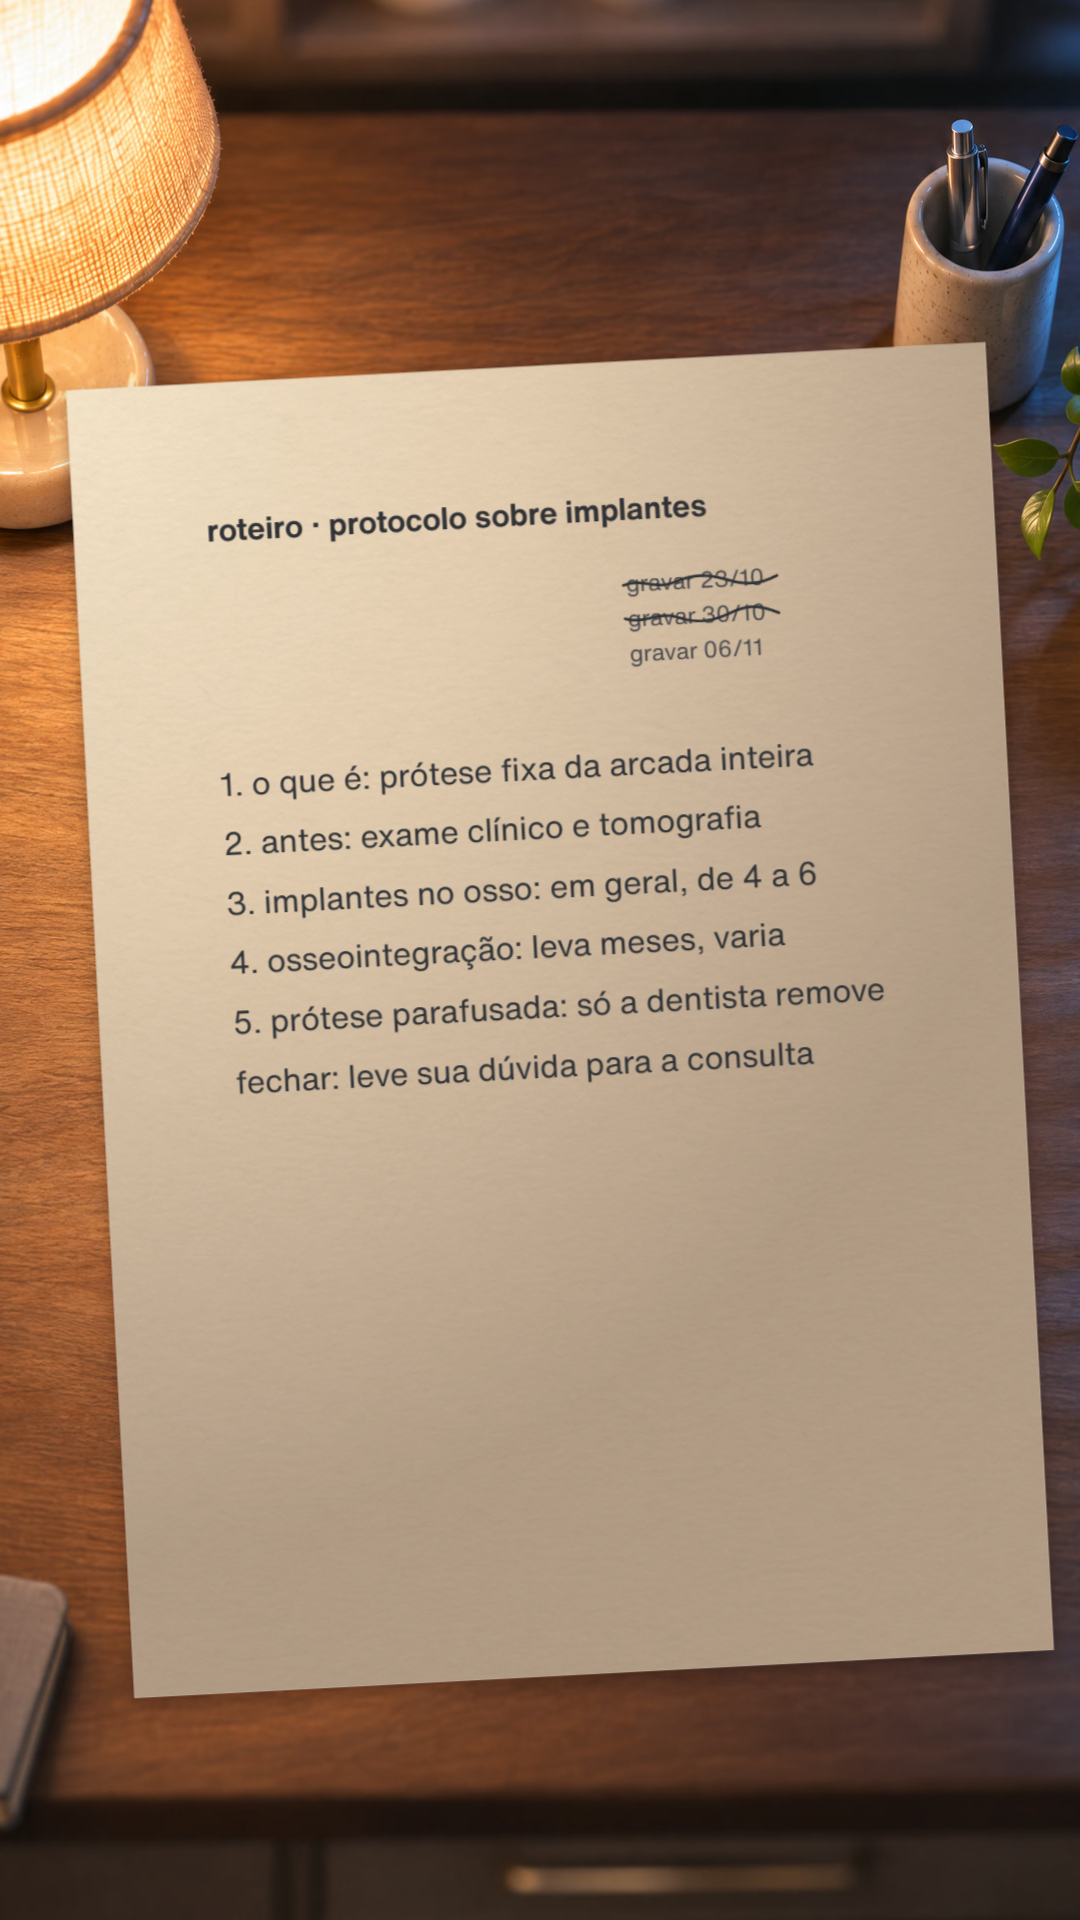 roteiro · protocolo sobre implantes
gravar 23/10
gravar 30/10
gravar 06/11
1. o que é: prótese fixa da arcada inteira
2. antes: exame clínico e tomografia
3. implantes no osso: em geral, de 4 a 6
4. osseointegração: leva meses, varia
5. prótese parafusada: só a dentista remove
fechar: leve sua dúvida para a consulta